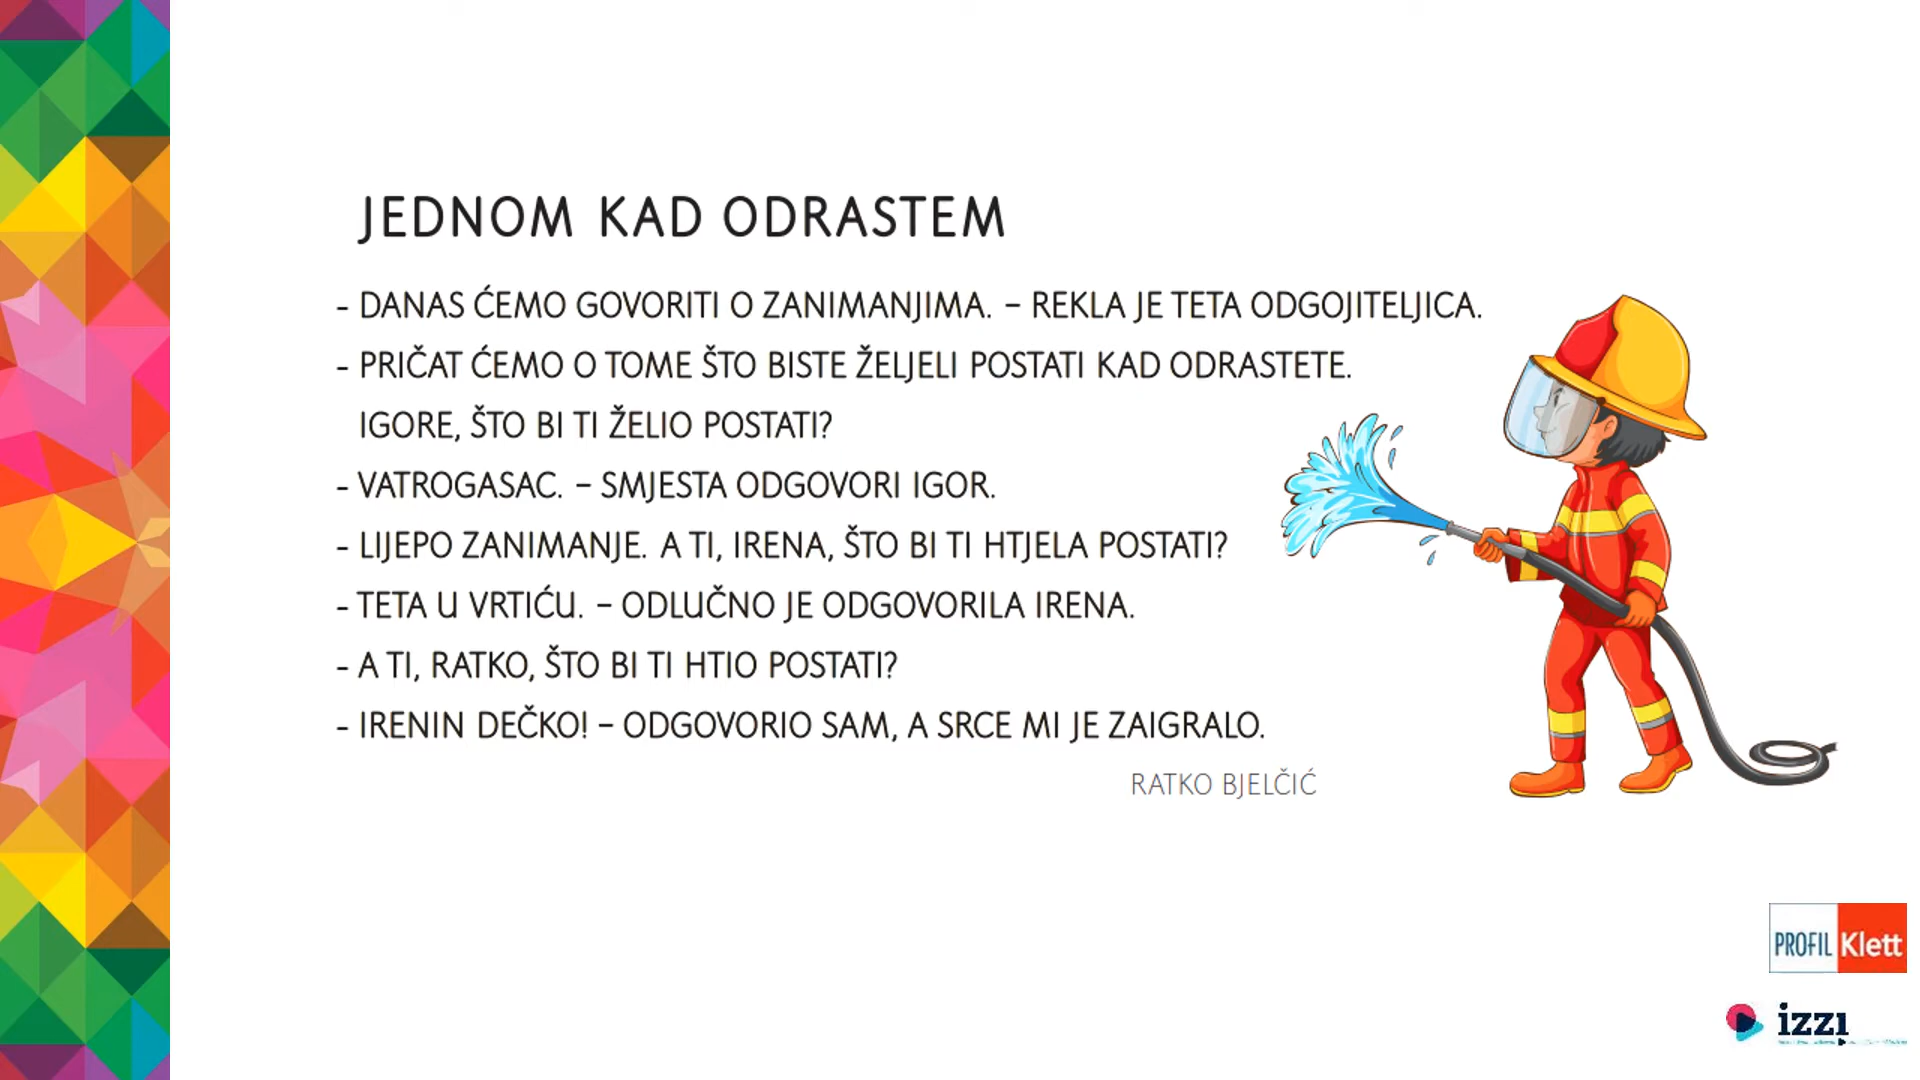 JEDNOM KAD ODRASTEM
- DANAS ĆEMO GOVORITI O ZANIMANJIMA. – REKLA JE TETA ODGOJITELJICA.
- PRIČAT ĆEMO O TOME ŠTO BISTE ŽELJELI POSTATI KAD ODRASTETE.
IGORE, ŠTO BI TI ŽELIO POSTATI?
- VATROGASAC. – SMJESTA ODGOVORI IGOR.
- LIJEPO ZANIMANJE. A TI, IRENA, ŠTO BI TI HTJELA POSTATI?
- TETA U VRTIĆU. – ODLUČNO JE ODGOVORILA IRENA.
- A TI, RATKO, ŠTO BI TI HTIO POSTATI?
- IRENIN DEČKO! – ODGOVORIO SAM, A SRCE MI JE ZAIGRALO.
RATKO BJELČIĆ
PROFIL Klett
izzi